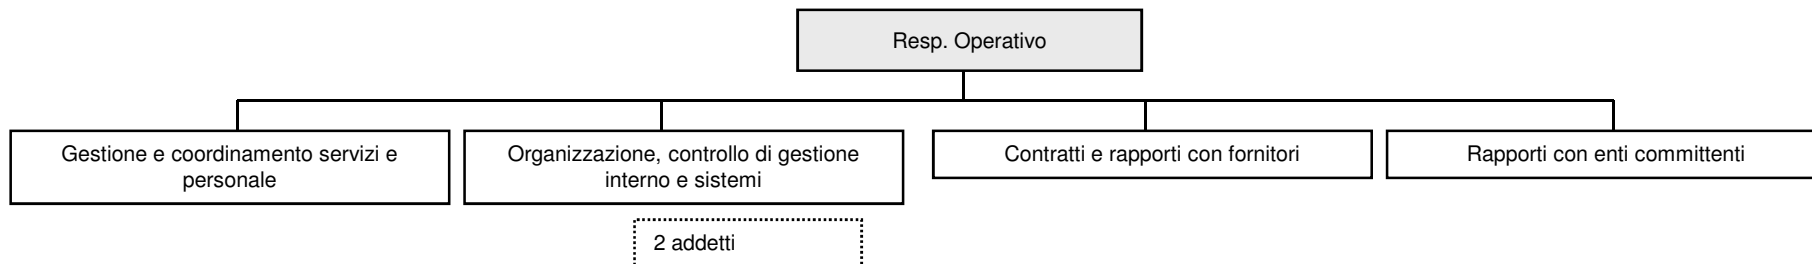 Resp. Operativo
Gestione e coordinamento servizi e
personale
Organizzazione, controllo di gestione
interno e sistemi
Contratti e rapporti con fornitori
Rapporti con enti committenti
2 addetti